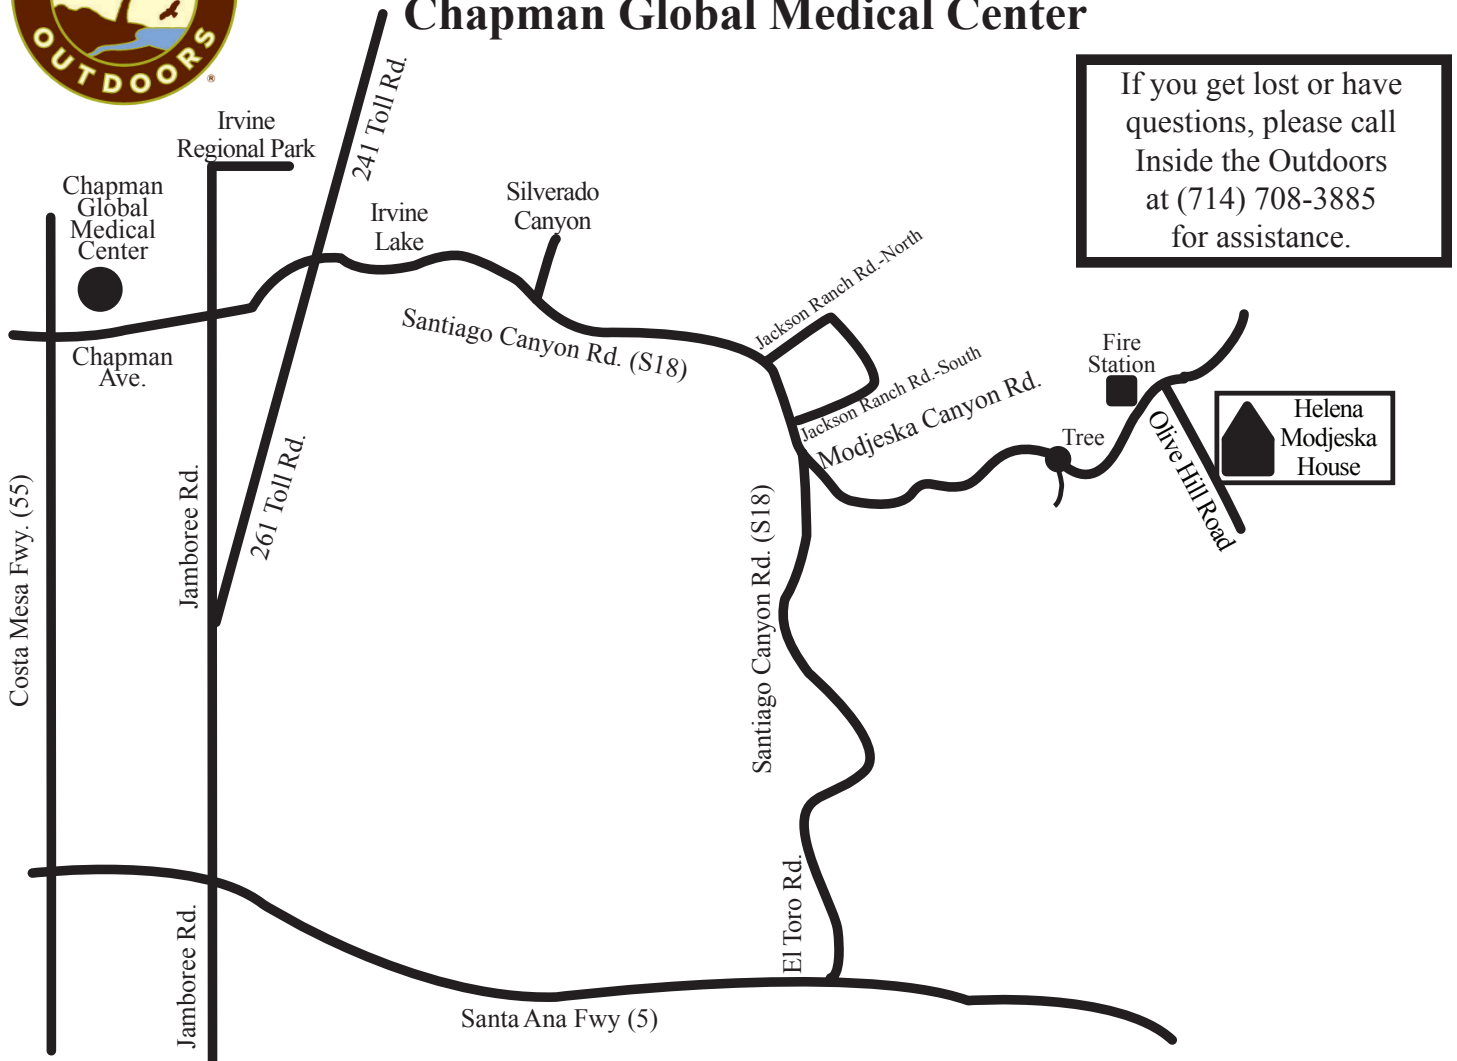 Chapman Global Medical Center
OUTDOORS
®
If you get lost or have
questions, please call
Inside the Outdoors
at (714) 708-3885
for assistance.
241 Toll Rd.
Irvine
Regional Park
Chapman
Global
Medical
Center
Irvine
Lake
Silverado
Canyon
Jackson Ranch Rd.-North
Santiago Canyon Rd. (S18)
Chapman
Ave.
Fire
Station
Jackson Ranch Rd.-South
Modjeska Canyon Rd.
Tree
Olive Hill Road
Helena
Modjeska
House
261 Toll Rd.
Jamboree Rd.
Costa Mesa Fwy. (55)
Santiago Canyon Rd. (S18)
El Toro Rd.
Jamboree Rd.
Santa Ana Fwy (5)